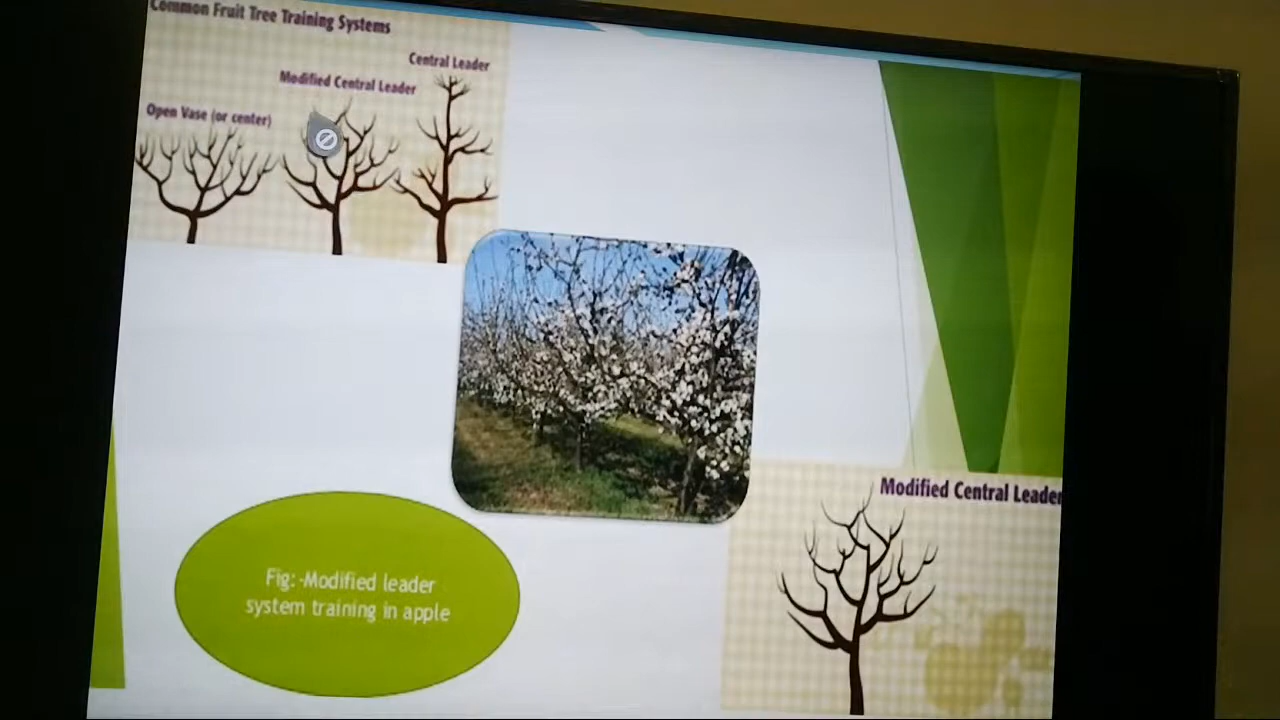 Common Fruit Tree Training Systems
Central Leader
Modified Central Leader
Open Vase (or center)
Modified Central Leader
Fig:-Modified leader
system training in apple